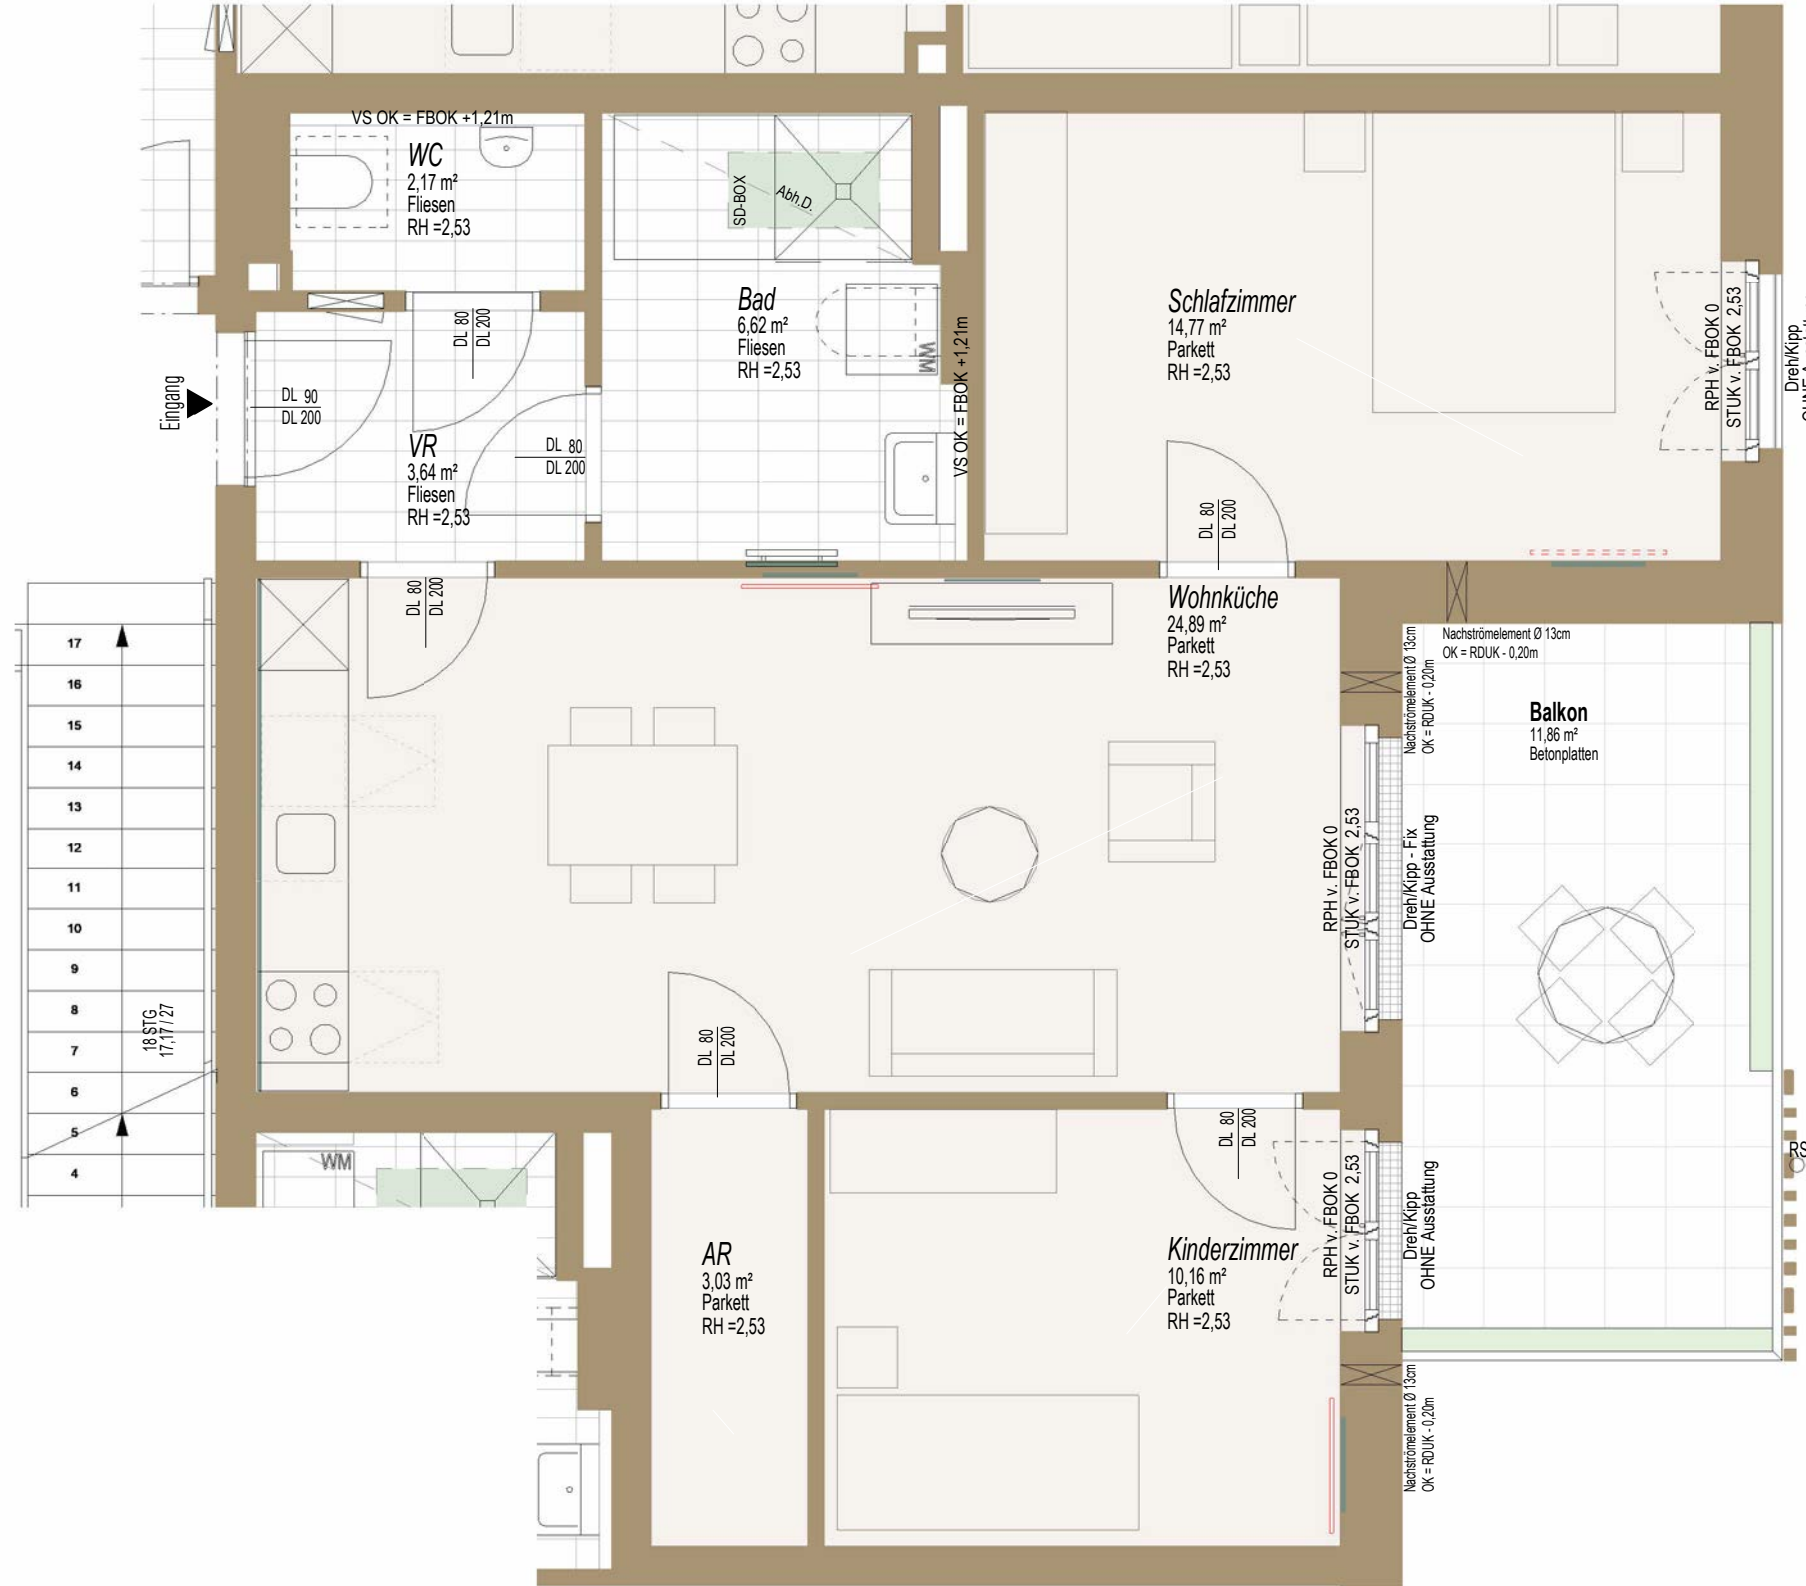 VS OK = FBOK +1,21m
WC
2,17 m²
Fliesen
RH =2,53
SD-BOX
Abh.D.
Bad
6,62 m²
Fliesen
RH =2,53
WM
VS OK = FBOK +1,21m
Schlafzimmer
14,77 m²
Parkett
RH =2,53
RPH v. FBOK 0
STUK v. FBOK 2,53
Dreh/Kipp
Eingang
DL 90
DL 200
DL 80
DL 200
DL 80
DL 200
VR
3,64 m²
Fliesen
RH =2,53
DL 80
DL 200
DL 80
DL 200
Wohnküche
24,89 m²
Parkett
RH =2,53
Nachströmelement Ø 13cm
OK = RDUK - 0,20m
Nachströmelement Ø 13cm
OK = RDUK - 0,20m
Balkon
11,86 m²
Betonplatten
RPH v. FBOK 0
STUK v. FBOK 2,53
Dreh/Kipp - Fix
OHNE Ausstattung
17
16
15
14
13
12
11
10
9
8
7
6
5
4
18 STG
17,17 / 27
DL 80
DL 200
DL 80
DL 200
WM
AR
3,03 m²
Parkett
RH =2,53
Kinderzimmer
10,16 m²
Parkett
RH =2,53
RPH v. FBOK 0
STUK v. FBOK 2,53
Dreh/Kipp
OHNE Ausstattung
RS
Nachströmelement Ø 13cm
OK = RDUK - 0,20m